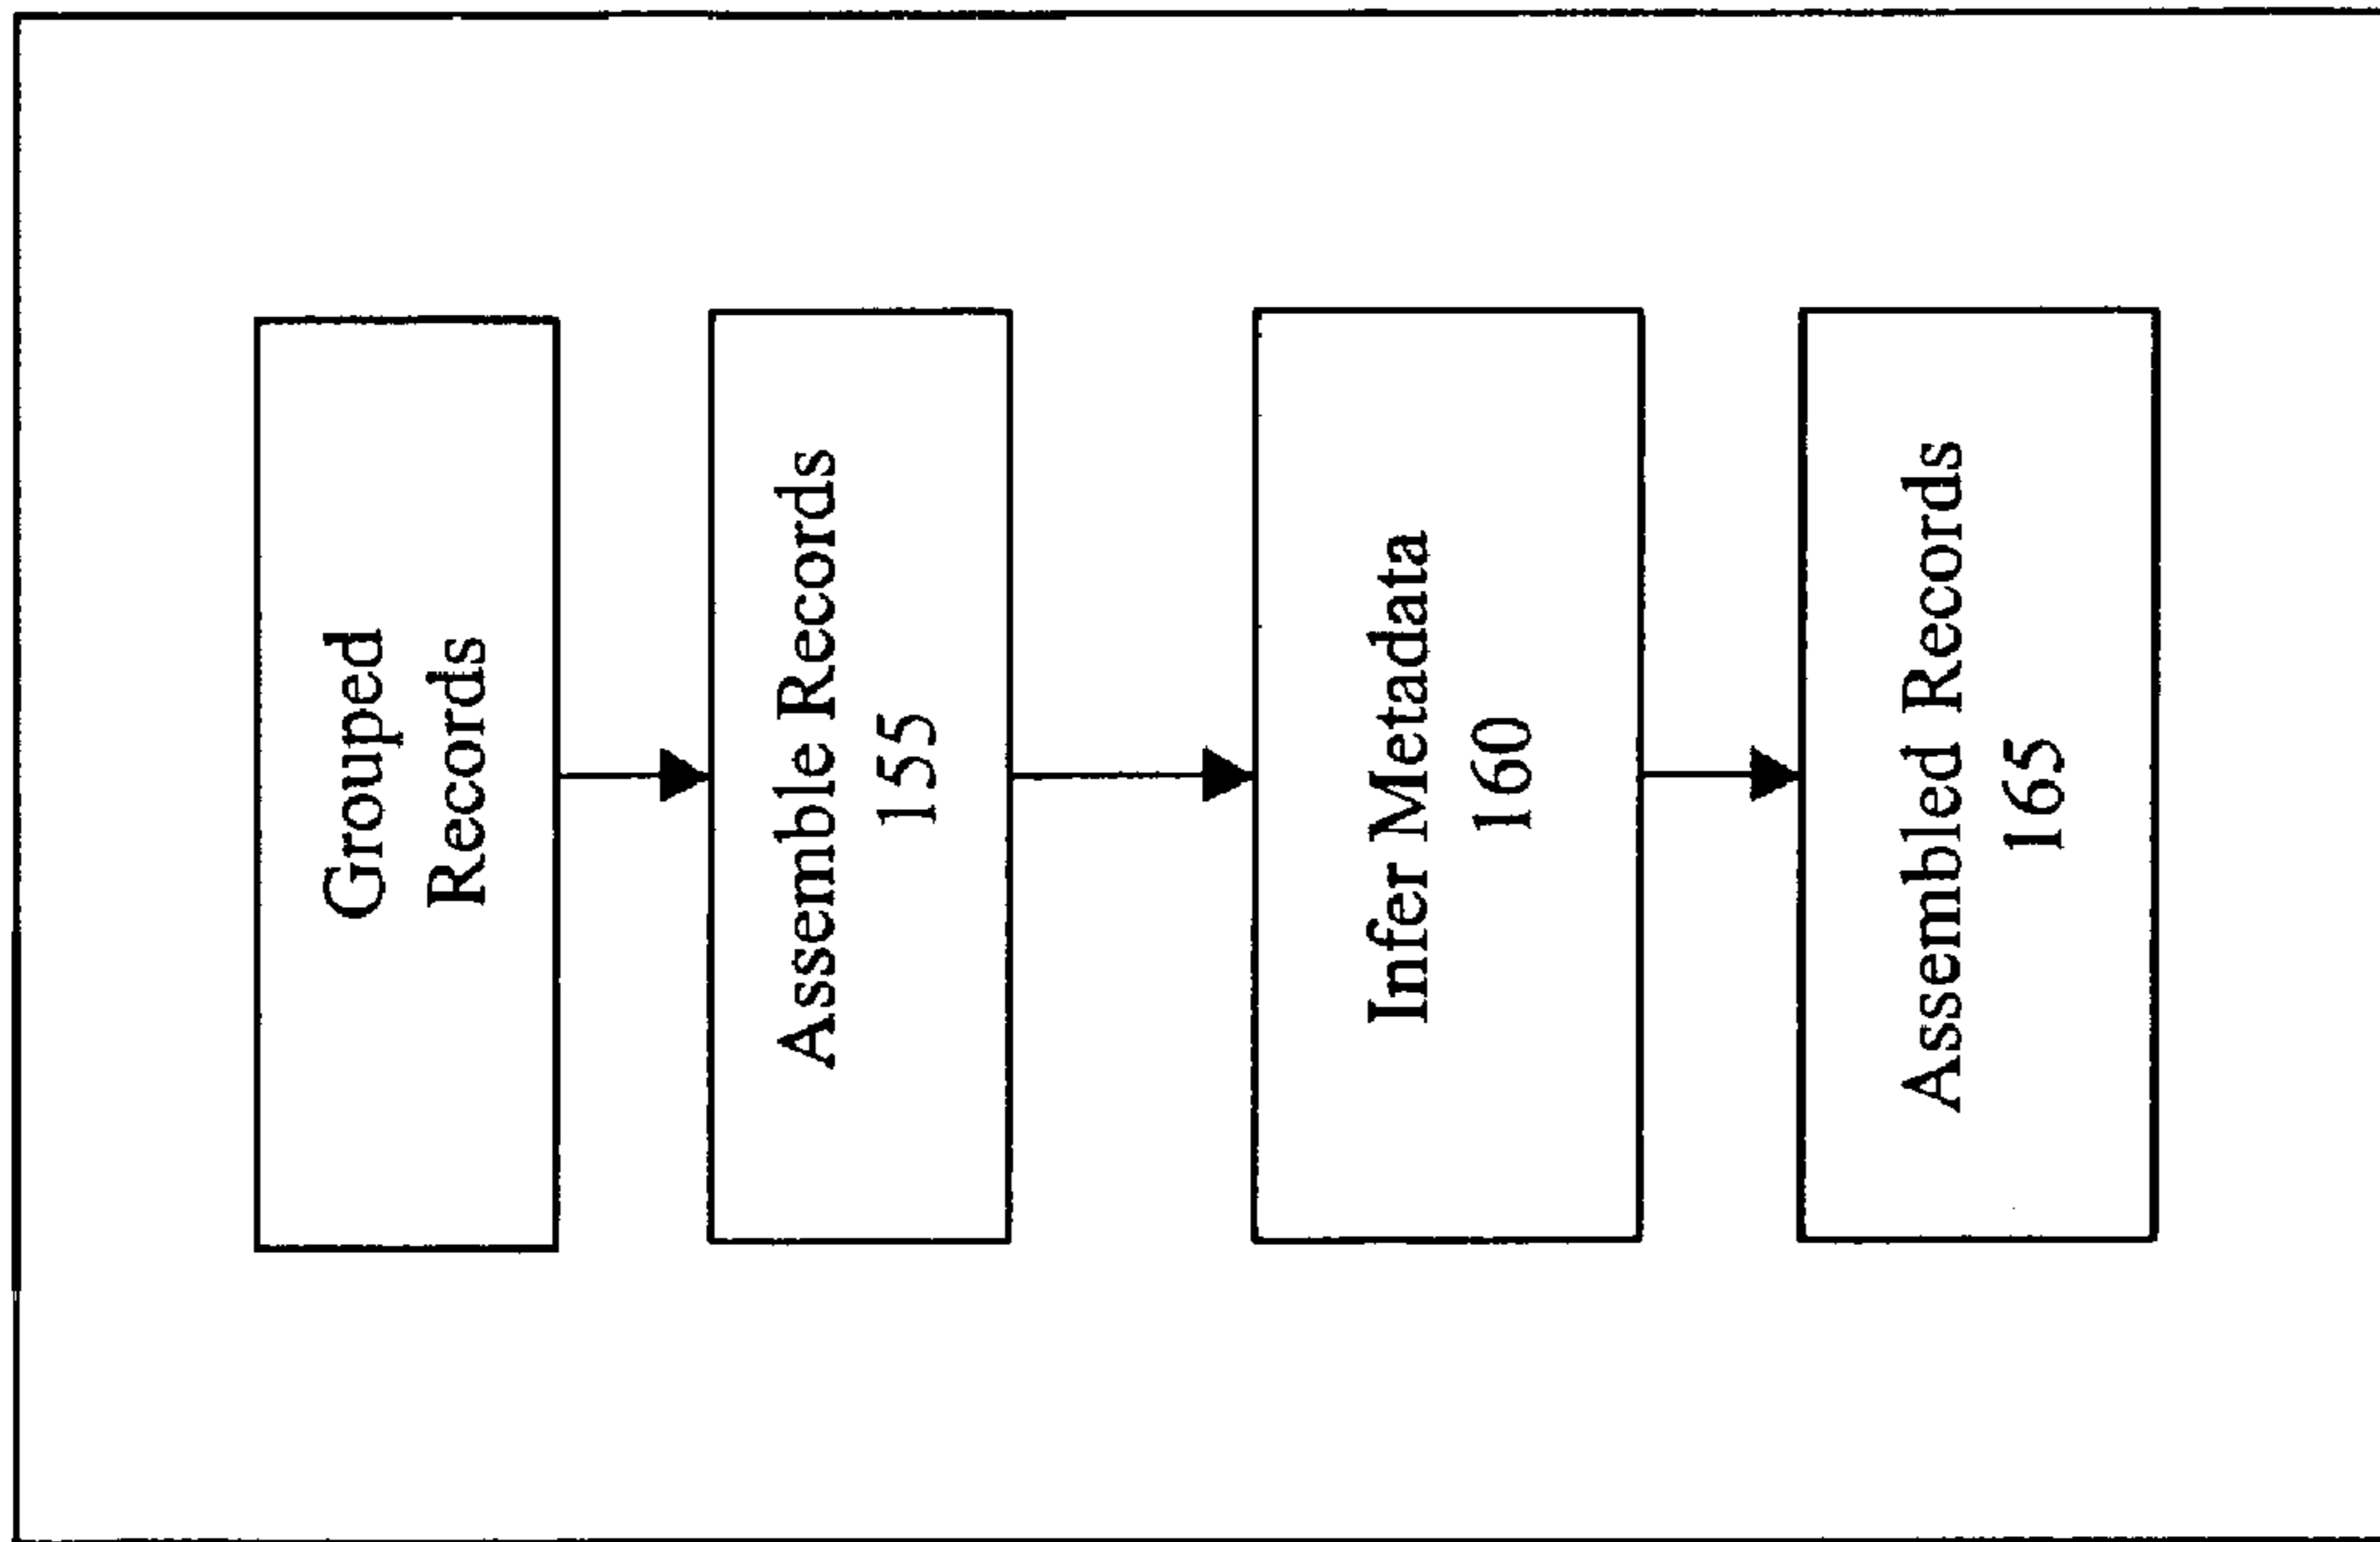 Grouped
Records
Assemble Records
155
Infer Metadata
160
Assembled Records
165